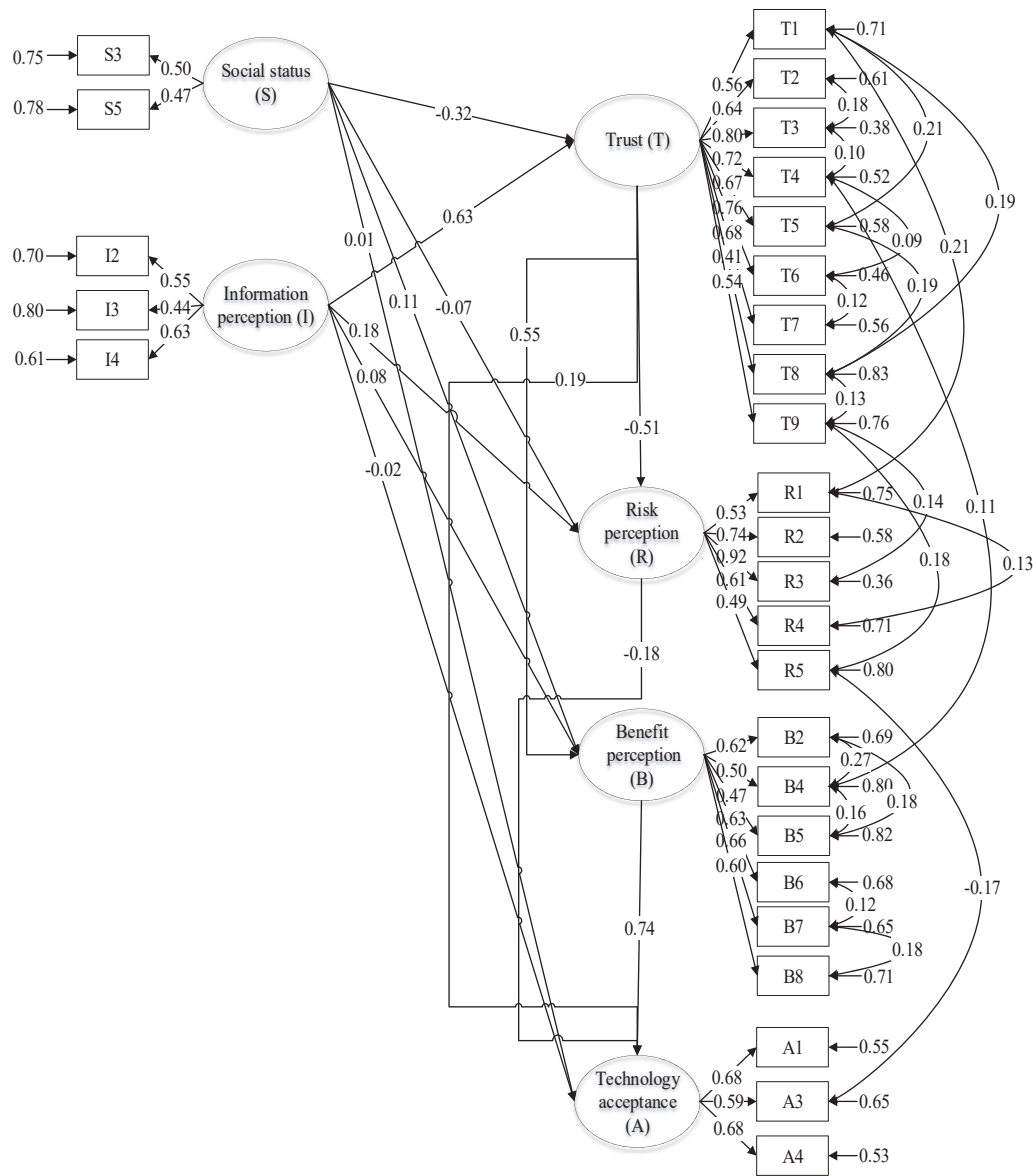 0.75
S3
0.50
0.78
S5
0.47
Social status
(S)
0.70
I2
0.55
0.80
I3
0.44
0.61
I4
0.63
Information
perception (I)
-0.32
0.63
0.01
0.11
-0.07
0.18
0.08
-0.02
Trust (T)
0.55
0.19
-0.51
0.56
0.64
0.80
0.72
0.67
0.76
0.68
0.41
0.54
T1
0.71
T2
0.61
0.18
T3
0.38
0.10
T4
0.52
T5
0.58
0.09
T6
0.46
0.12
T7
0.56
T8
0.83
0.13
T9
0.76
0.21
0.19
0.21
0.19
Risk
perception
(R)
0.53
0.74
0.92
0.61
0.49
R1
0.75
R2
0.58
R3
0.36
R4
0.71
R5
0.80
0.14
0.18
0.11
0.13
-0.18
Benefit
perception
(B)
0.62
0.50
0.47
0.63
0.66
0.60
B2
0.69
0.27
B4
0.80
0.16
0.18
B5
0.82
B6
0.68
0.12
B7
0.65
0.18
B8
0.71
-0.17
0.74
Technology
acceptance
(A)
0.68
0.59
0.68
A1
0.55
A3
0.65
A4
0.53